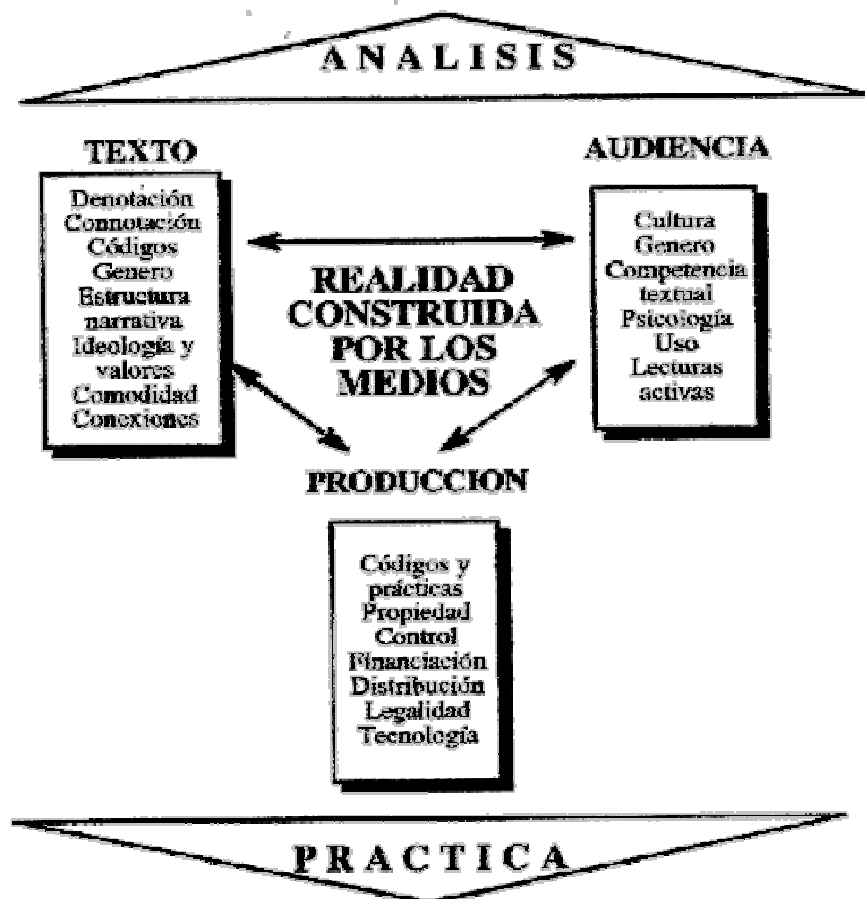 ANALISIS
TEXTO
Denotación
Connotación
Códigos
Genero
Estructura
narrativa
Ideología y
valores
Comodidad
Conexiones
AUDIENCIA
Cultura
Genero
Competencia
textual
Psicología
Uso
Lecturas
activas
REALIDAD
CONSTRUIDA
POR LOS
MEDIOS
PRODUCCION
Códigos y
prácticas
Propiedad
Control
Financiación
Distribución
Legalidad
Tecnología
PRACTICA